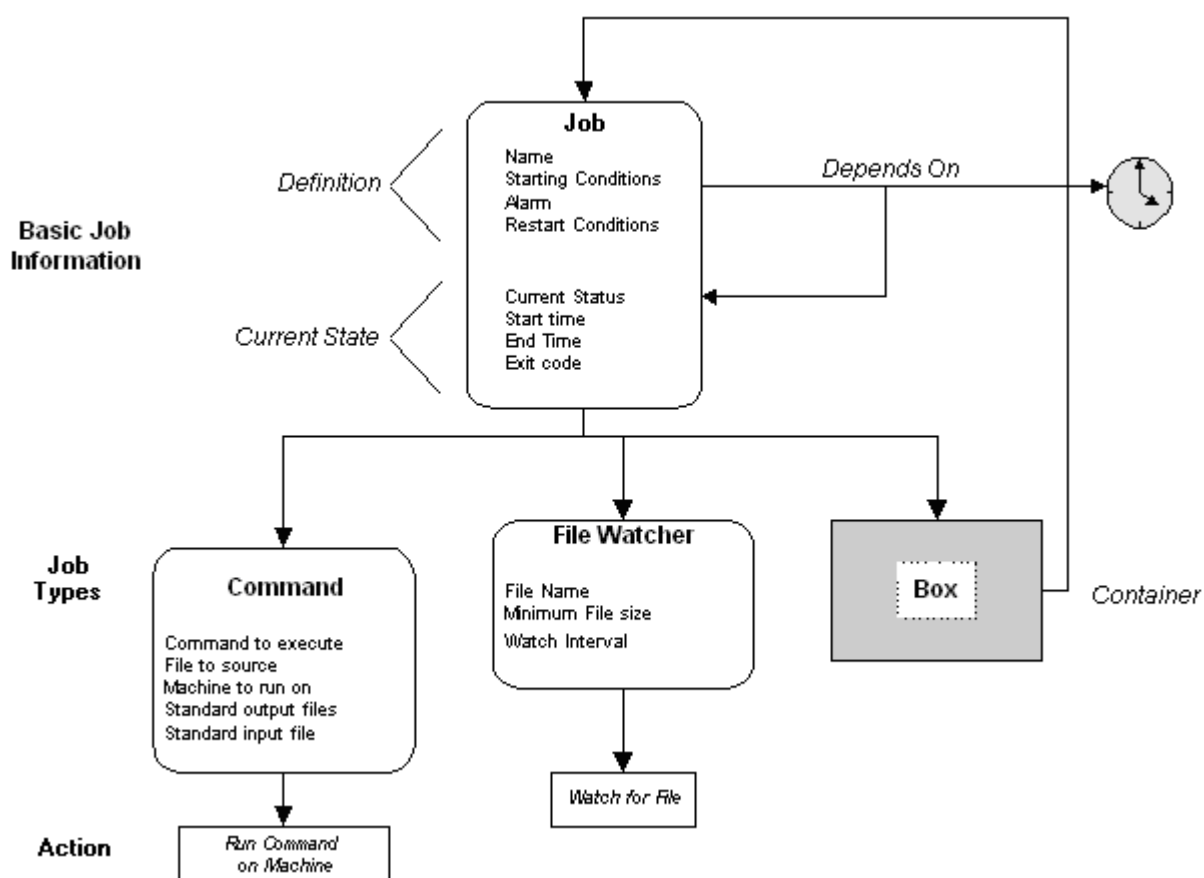 Job
Name
Starting Conditions
Alarm
Restart Conditions
Definition
Depends On
Basic Job
Information
Current Status
Start time
End Time
Exit code
Current State
Job
Types
Command
Command to execute
File to source
Machine to run on
Standard output files
Standard input file
File Watcher
File Name
Minimum File size
Watch Interval
Box
Container
Action
Run Command
on Machine
Watch for File